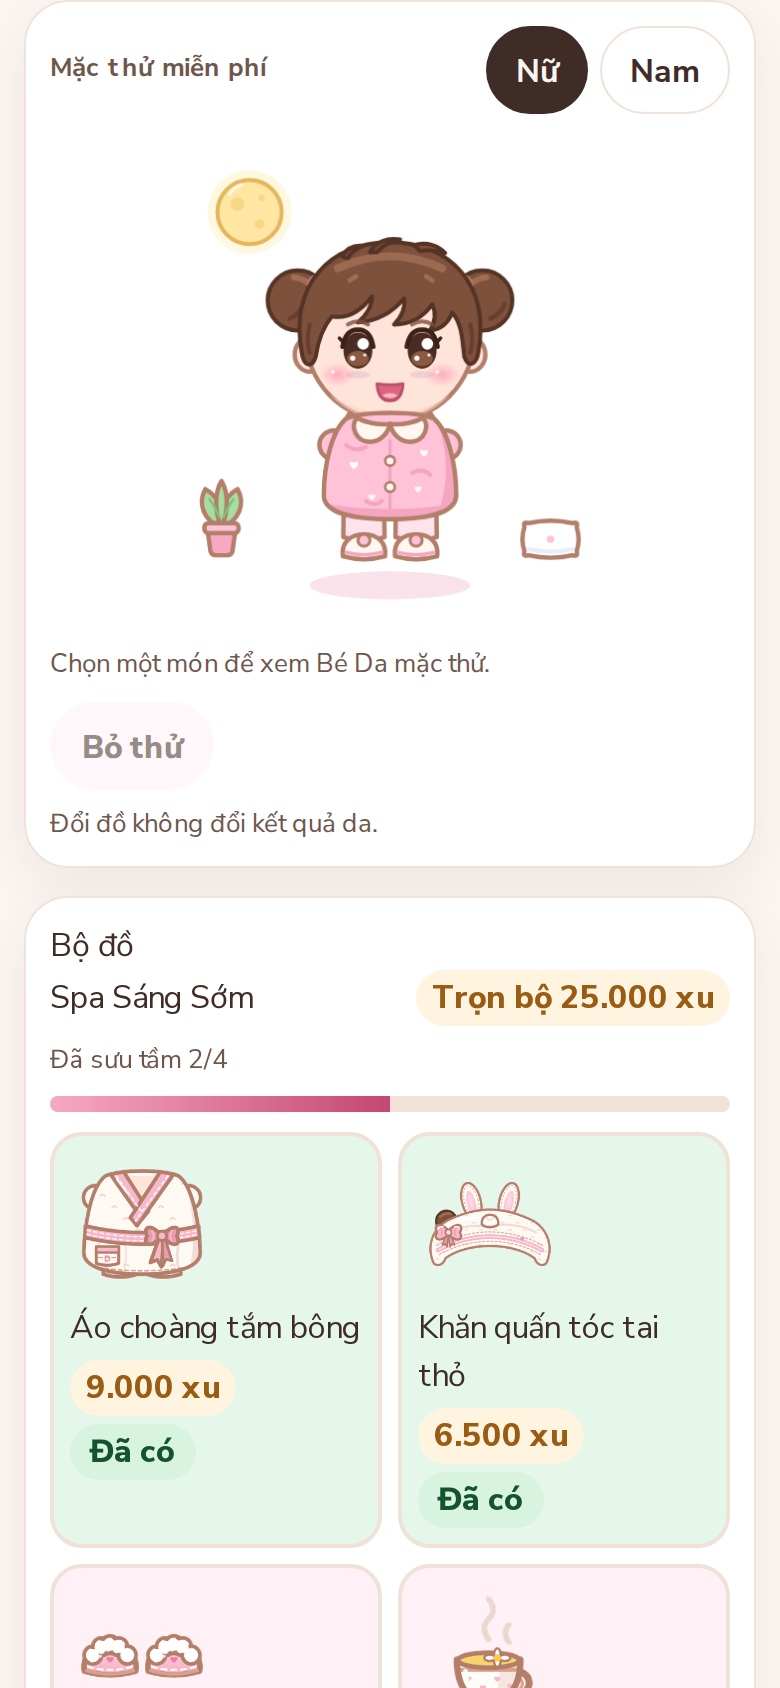 Mặc thử miễn phí
Nữ
Nam
Chọn một món để xem Bé Da mặc thử.
Bỏ thử
Đổi đồ không đổi kết quả da.
Bộ đồ
Spa Sáng Sớm
Trọn bộ 25.000 xu
Đã sưu tầm 2/4
Áo choàng tắm bông
9.000 xu
Đã có
Khăn quấn tóc tai
thỏ
6.500 xu
Đã có